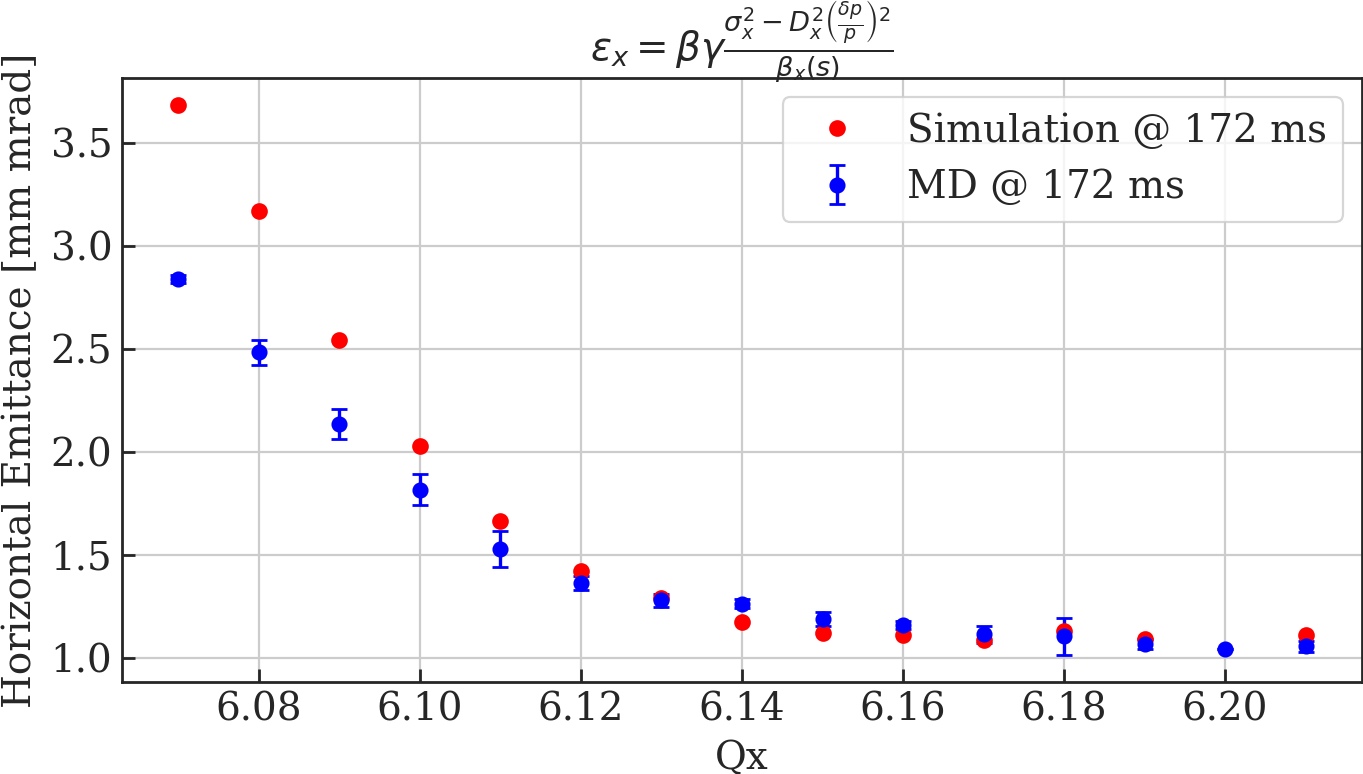 εₓ = βγ (σₓ² − Dₓ² (δp/p)²) / βₓ(s)
Simulation @ 172 ms
MD @ 172 ms
Horizontal Emittance [mm mrad]
3.5
3.0
2.5
2.0
1.5
1.0
6.08 6.10 6.12 6.14 6.16 6.18 6.20
Qx